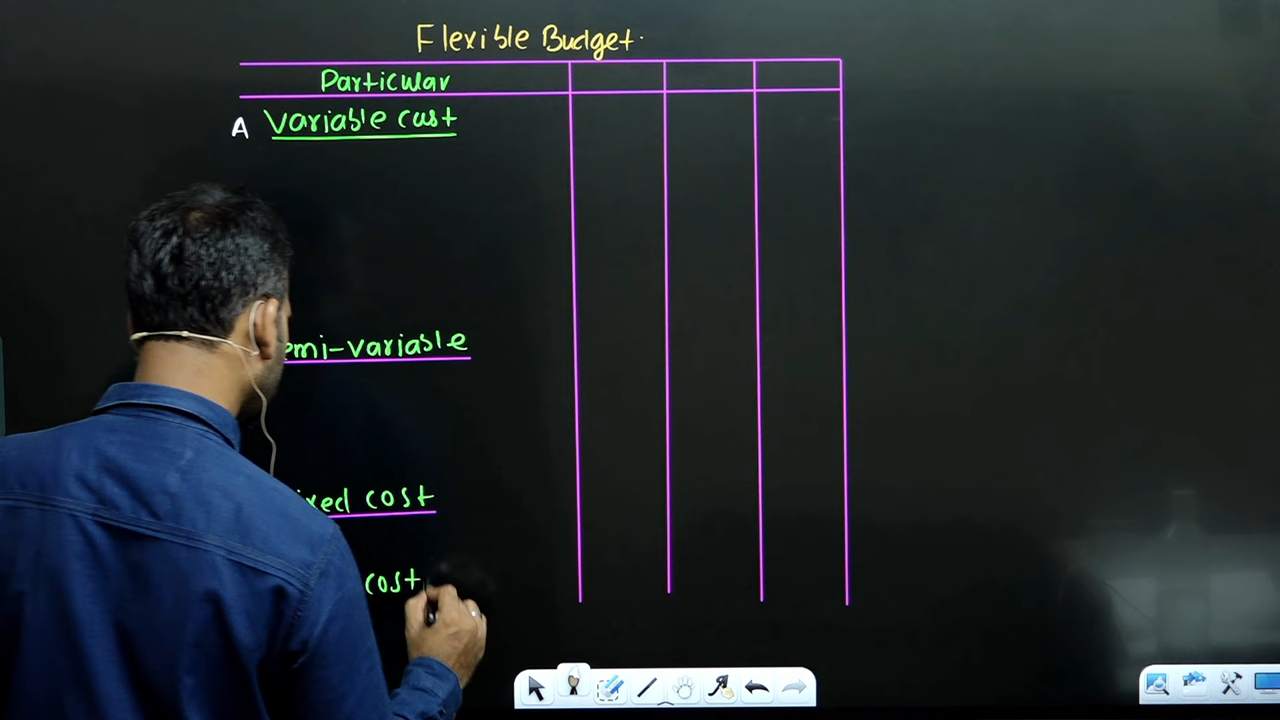 Flexible Budget.
Particular
A Variable cost
emi-variable
ixed cost
cost